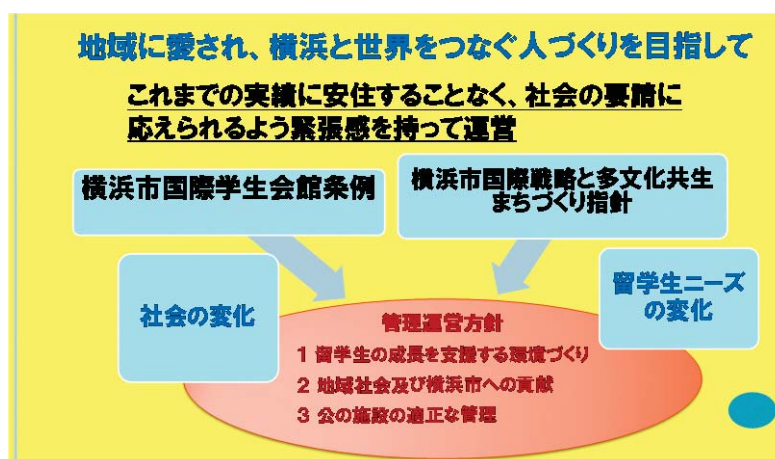 地域に愛され、横浜と世界をつなぐ人づくりを目指して
これまでの実績に安住することなく、社会の要請に
応えられるよう緊張感を持って運営
横浜市国際学生会館条例
横浜市国際戦略と多文化共生
まちづくり指針
社会の変化
留学生ニーズ
の変化
管理運営方針
1 留学生の成長を支援する環境づくり
2 地域社会及び横浜市への貢献
3 公の施設の適正な管理